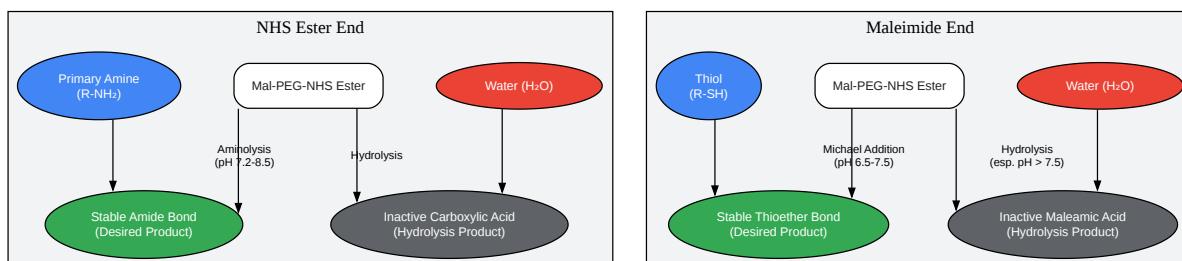 NHS Ester End
Primary Amine
(R-NH₂)
Mal-PEG-NHS Ester
Water (H₂O)
Aminolysis
(pH 7.2-8.5)
Hydrolysis
Stable Amide Bond
(Desired Product)
Inactive Carboxylic Acid
(Hydrolysis Product)
Maleimide End
Thiol
(R-SH)
Mal-PEG-NHS Ester
Water (H₂O)
Michael Addition
(pH 6.5-7.5)
Hydrolysis
(esp. pH > 7.5)
Stable Thioether Bond
(Desired Product)
Inactive Maleamic Acid
(Hydrolysis Product)